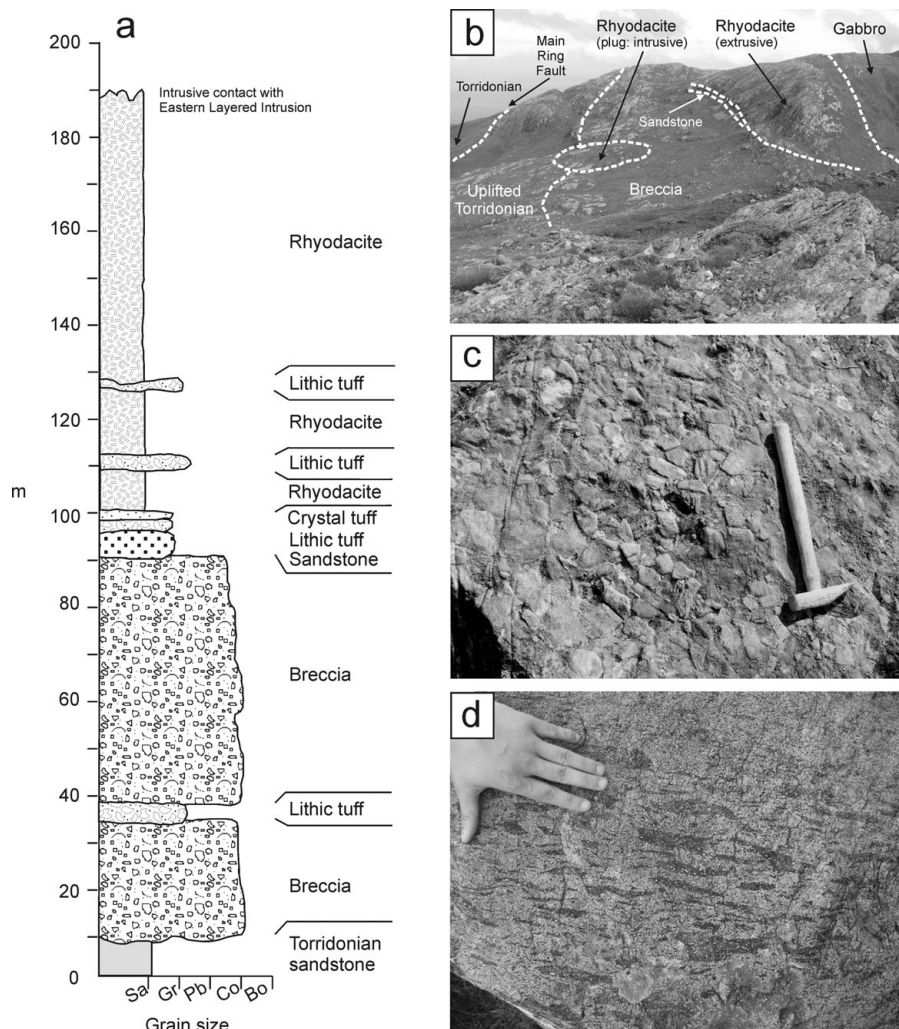 a
200
180
160
140
120
m
100
80
60
40
20
0
Intrusive contact with
Eastern Layered Intrusion
Rhyodacite
Lithic tuff
Rhyodacite
Lithic tuff
Rhyodacite
Crystal tuff
Lithic tuff
Sandstone
Breccia
Lithic tuff
Breccia
Torridonian
sandstone
Sa Gr Pb Co Bo
Grain size
b
Torridonian
Main
Ring
Fault
Rhyodacite
(plug: intrusive)
Rhyodacite
(extrusive)
Gabbro
Sandstone
Uplifted
Torridonian
Breccia
c
d